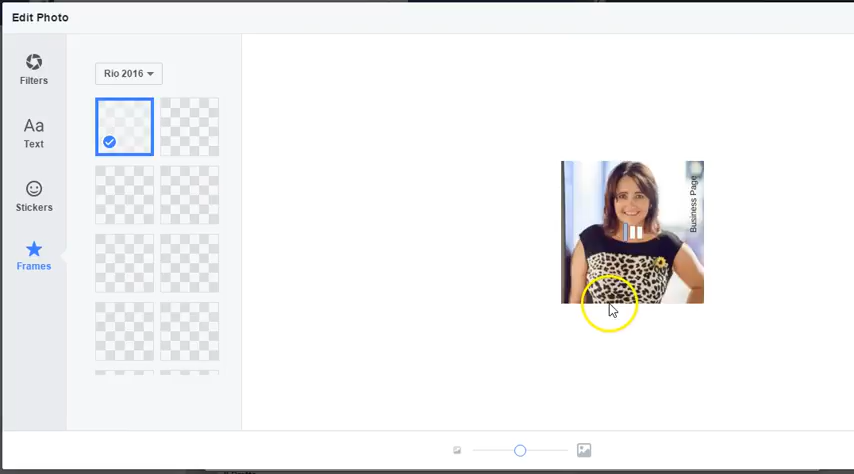 Edit Photo
Filters
Rio 2016
Aa
Text
Stickers
Frames
Business Page